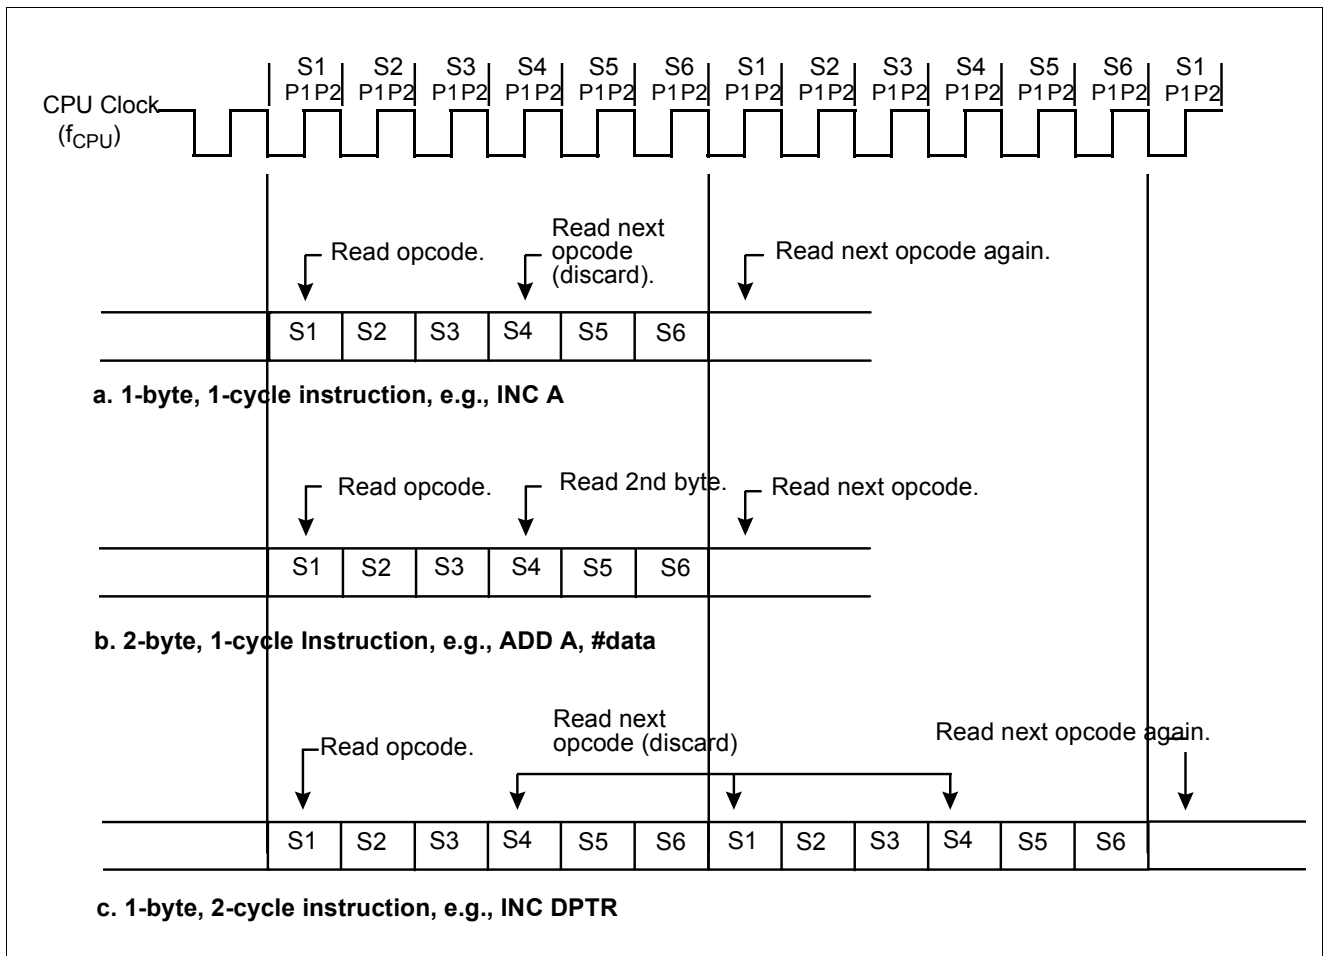 S1 S2 S3 S4 S5 S6 S1 S2 S3 S4 S5 S6 S1
P1P2 P1P2 P1P2 P1P2 P1P2 P1P2 P1P2 P1P2 P1P2 P1P2 P1P2 P1P2 P1P2
CPU Clock
(fCPU)
Read opcode.
Read next
opcode
(discard).
Read next opcode again.
S1 S2 S3 S4 S5 S6
a. 1-byte, 1-cycle instruction, e.g., INC A
Read opcode.
Read 2nd byte.
Read next opcode.
S1 S2 S3 S4 S5 S6
b. 2-byte, 1-cycle Instruction, e.g., ADD A, #data
Read opcode.
Read next
opcode (discard)
Read next opcode again.
S1 S2 S3 S4 S5 S6 S1 S2 S3 S4 S5 S6
c. 1-byte, 2-cycle instruction, e.g., INC DPTR